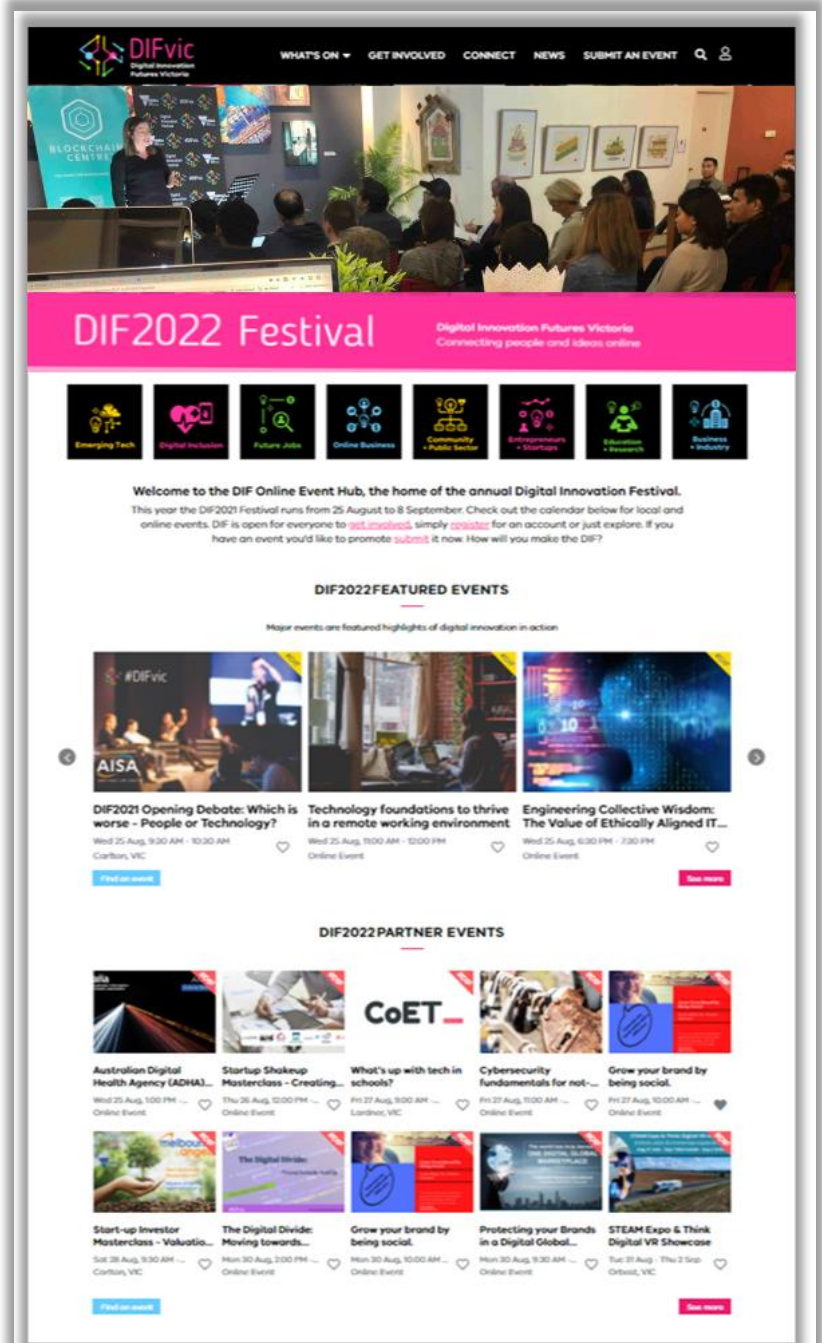 DIFvic
Digital Innovation
Futures Victoria
WHAT'S ON
GET INVOLVED
CONNECT
NEWS
SUBMIT AN EVENT
BLOCKCHAIN
CENTRE
DIF2022 Festival
Digital Innovation Futures Victoria
Connecting people and ideas online
Emerging Tech
Digital Inclusion
Future Jobs
Online Business
Community
+ Public Sector
Entrepreneurs
+ Startups
Education
+ Research
Business
+ Industry
Welcome to the DIF Online Event Hub, the home of the annual Digital Innovation Festival.
This year the DIF2021 Festival runs from 25 August to 8 September. Check out the calendar below for local and
online events. DIF is open for everyone to get involved, simply register for an account or just explore. If you
have an event you'd like to promote submit it now. How will you make the DIF?
DIF2022 FEATURED EVENTS
Major events are featured highlights of digital innovation in action
#DIFvic
AISA
DIF2021 Opening Debate: Which is
worse - People or Technology?
Wed 25 Aug, 9:30 AM - 10:30 AM
Carlton, VIC
Technology foundations to thrive
in a remote working environment
Wed 25 Aug, 11:00 AM - 12:00 PM
Online Event
Engineering Collective Wisdom:
The Value of Ethically Aligned IT...
Wed 25 Aug, 6:30 PM - 7:30 PM
Online Event
Find an event
See more
DIF2022 PARTNER EVENTS
CoET_
Australian Digital
Health Agency (ADHA)...
Wed 25 Aug, 1:00 PM -...
Online Event
Startup Shakeup
Masterclass - Creating...
Thu 26 Aug, 12:00 PM -...
Online Event
What's up with tech in
schools?
Fri 27 Aug, 9:00 AM -...
Lardner, VIC
Cybersecurity
fundamentals for not-...
Fri 27 Aug, 11:00 AM -...
Online Event
Grow your brand by
being social.
Fri 27 Aug, 10:00 AM -...
Online Event
The Digital Divide:
ONE DIGITAL GLOBAL
MARKETPLACE
Start-up Investor
Masterclass - Valuatio...
Sat 28 Aug, 9:30 AM -...
Carlton, VIC
The Digital Divide:
Moving towards...
Mon 30 Aug, 2:00 PM -...
Online Event
Grow your brand by
being social.
Mon 30 Aug, 10:00 AM -...
Online Event
Protecting your Brands
in a Digital Global...
Mon 30 Aug, 9:30 AM -...
Online Event
STEAM Expo & Think
Digital VR Showcase
Tue 31 Aug - Thu 2 Sep
Orbost, VIC
Find an event
See more